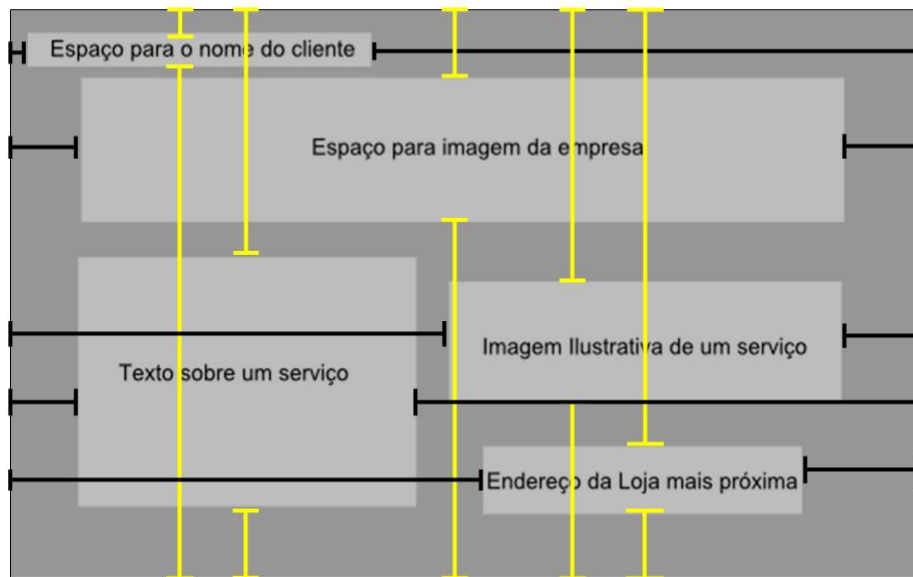 Espaço para o nome do cliente
Espaço para imagem da empresa
Texto sobre um serviço
Imagem Ilustrativa de um serviço
Endereço da Loja mais próxima